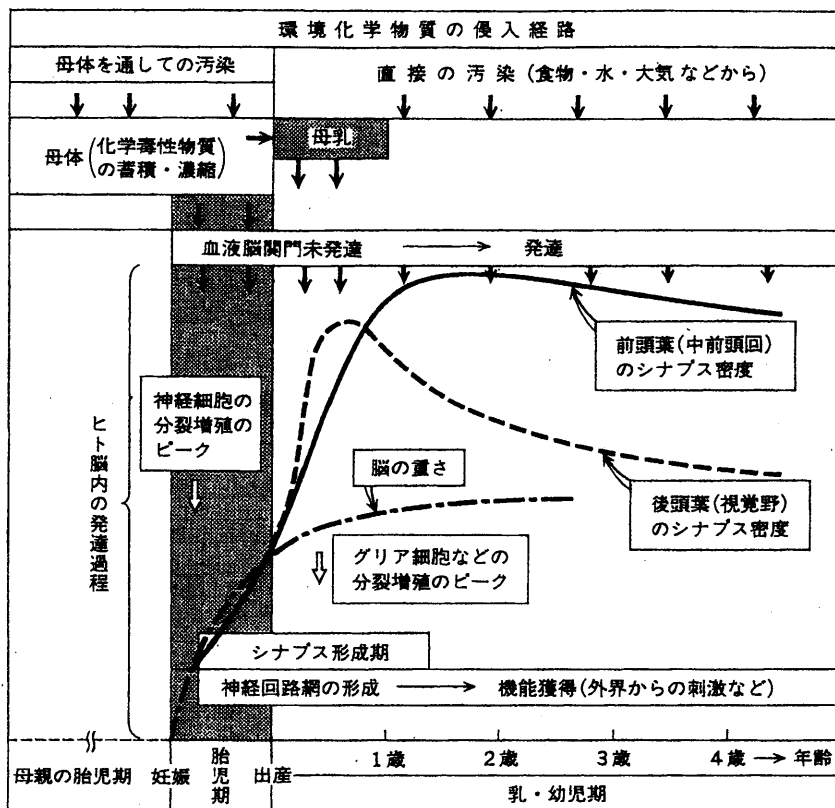 環境化学物質の侵入経路
母体を通しての汚染
直接の汚染(食物・水・大気などから)
母体(化学毒性物質
の蓄積・濃縮)
母乳
血液脳関門未発達 → 発達
前頭葉(中前頭回)
のシナプス密度
神経細胞の
分裂増殖の
ピーク
ヒト脳内の発達過程
脳の重さ
後頭葉(視覚野)
のシナプス密度
グリア細胞などの
分裂増殖のピーク
シナプス形成期
神経回路網の形成 → 機能獲得(外界からの刺激など)
母親の胎児期
妊娠
胎児期
出産
1歳
2歳
3歳
4歳 → 年齢
乳・幼児期